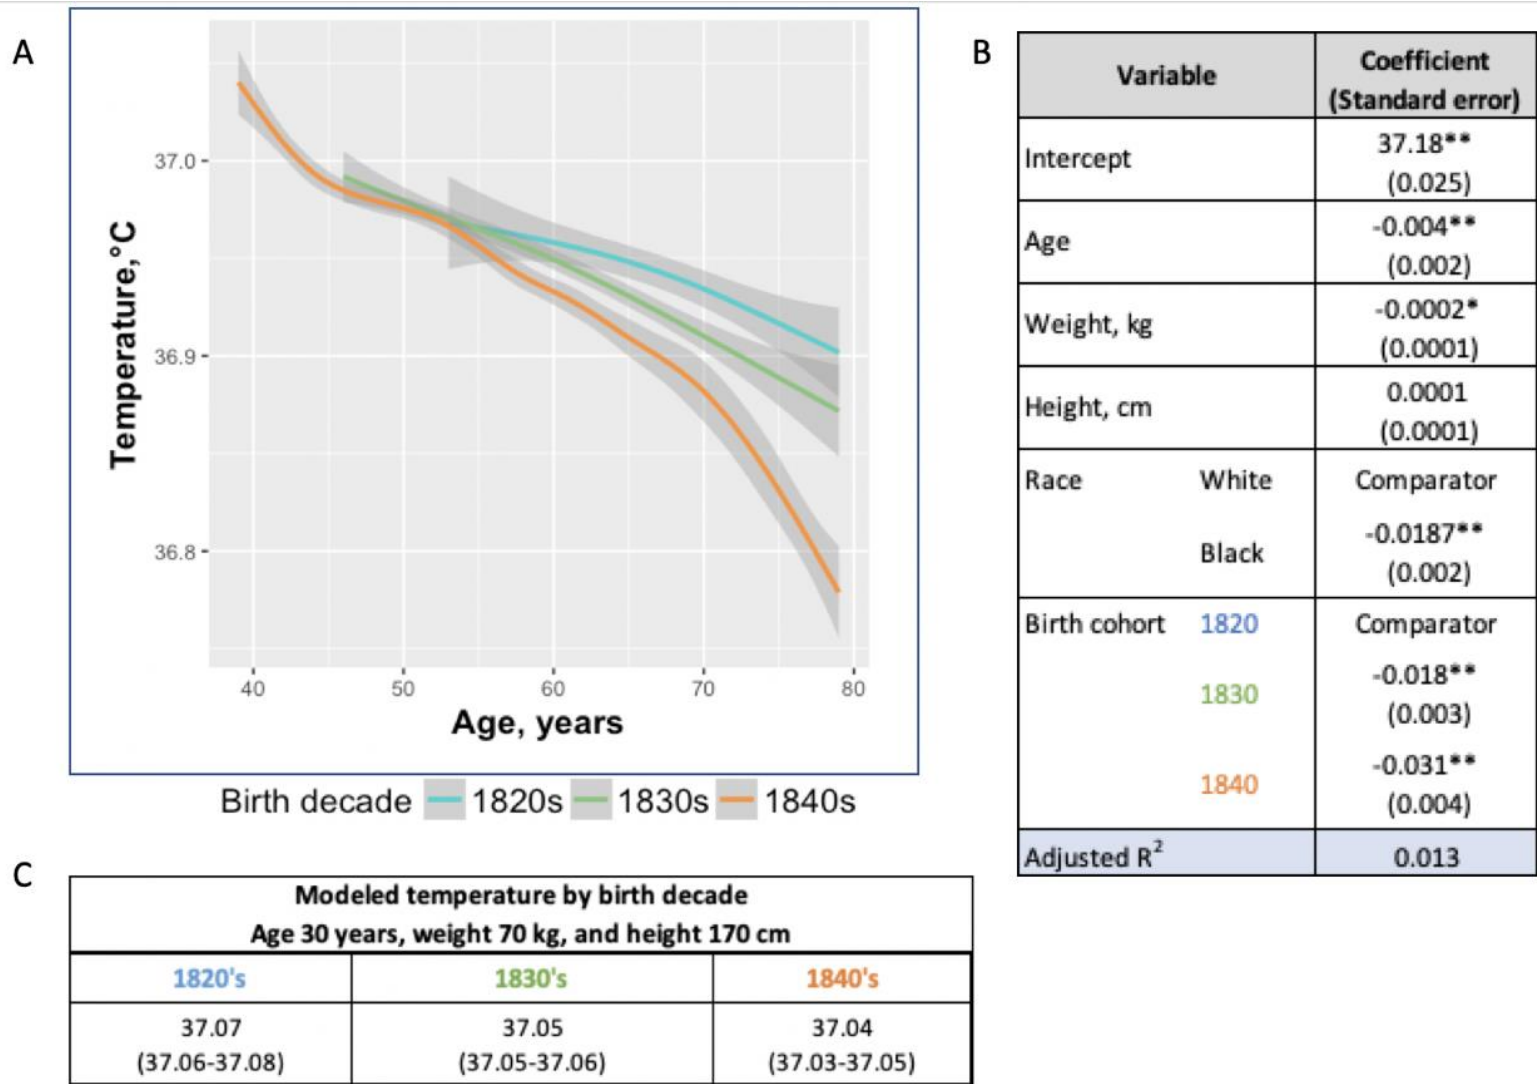 A
37.0
36.9
36.8
Temperature,°C
40 50 60 70 80
Age, years
Birth decade 1820s 1830s 1840s
B
Variable Coefficient (Standard error)
Intercept 37.18**
(0.025)
Age -0.004**
(0.002)
Weight, kg -0.0002*
(0.0001)
Height, cm 0.0001
(0.0001)
Race White Comparator
Black -0.0187**
(0.002)
Birth cohort 1820 Comparator
1830 -0.018**
(0.003)
1840 -0.031**
(0.004)
Adjusted R² 0.013
C
Modeled temperature by birth decade
Age 30 years, weight 70 kg, and height 170 cm
1820's 1830's 1840's
37.07 37.05 37.04
(37.06-37.08) (37.05-37.06) (37.03-37.05)